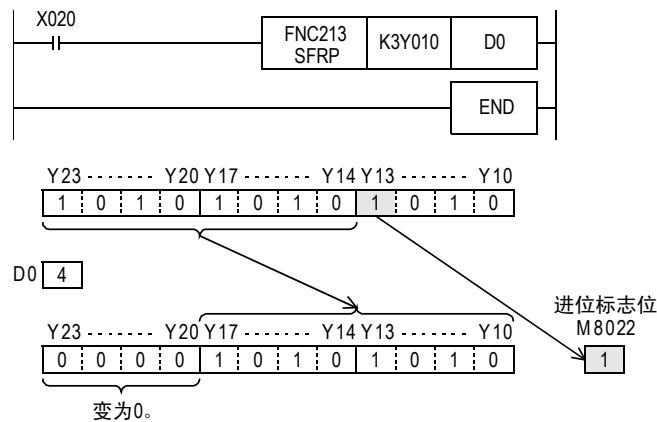 X020
FNC213
SFRP
K3Y010
D0
END
Y23 ------- Y20 Y17 ------- Y14 Y13 ------- Y10
1 0 1 0 1 0 1 0 1 0 1 0
D0 4
进位标志位
M8022
Y23 ------- Y20 Y17 ------- Y14 Y13 ------- Y10
0 0 0 0 1 0 1 0 1 0 1 0
1
变为0。